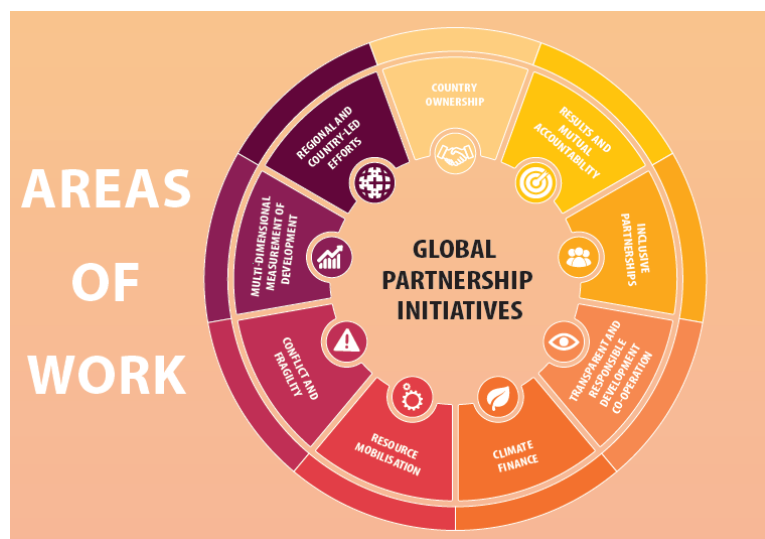 AREAS
OF
WORK
GLOBAL
PARTNERSHIP
INITIATIVES
COUNTRY
OWNERSHIP
RESULTS AND
MUTUAL
ACCOUNTABILITY
INCLUSIVE
PARTNERSHIPS
TRANSPARENT AND
RESPONSIBLE
DEVELOPMENT
CO-OPERATION
CLIMATE
FINANCE
RESOURCE
MOBILISATION
CONFLICT AND
FRAGILITY
MULTI-DIMENSIONAL
MEASUREMENT OF
DEVELOPMENT
REGIONAL AND
COUNTRY-LED
EFFORTS